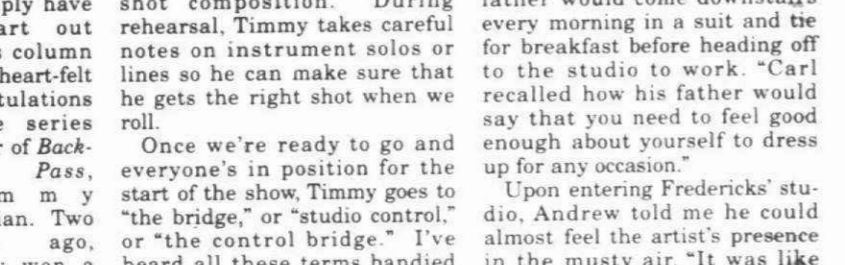 ply have
art out
column
heart-felt
tulations
series
of Back-
Pass,
m m y
an. Two
ago,
shot composition. During
rehearsal, Timmy takes careful
notes on instrument solos or
lines so he can make sure that
he gets the right shot when we
roll.
Once we're ready to go and
everyone's in position for the
start of the show, Timmy goes to
"the bridge," or "studio control,"
or "the control bridge." I've
heard all these terms bandied
father would come downstairs
every morning in a suit and tie
for breakfast before heading off
to the studio to work. "Carl
recalled how his father would
say that you need to feel good
enough about yourself to dress
up for any occasion."
Upon entering Fredericks' stu-
dio, Andrew told me he could
almost feel the artist's presence
in the musty air. "It was like